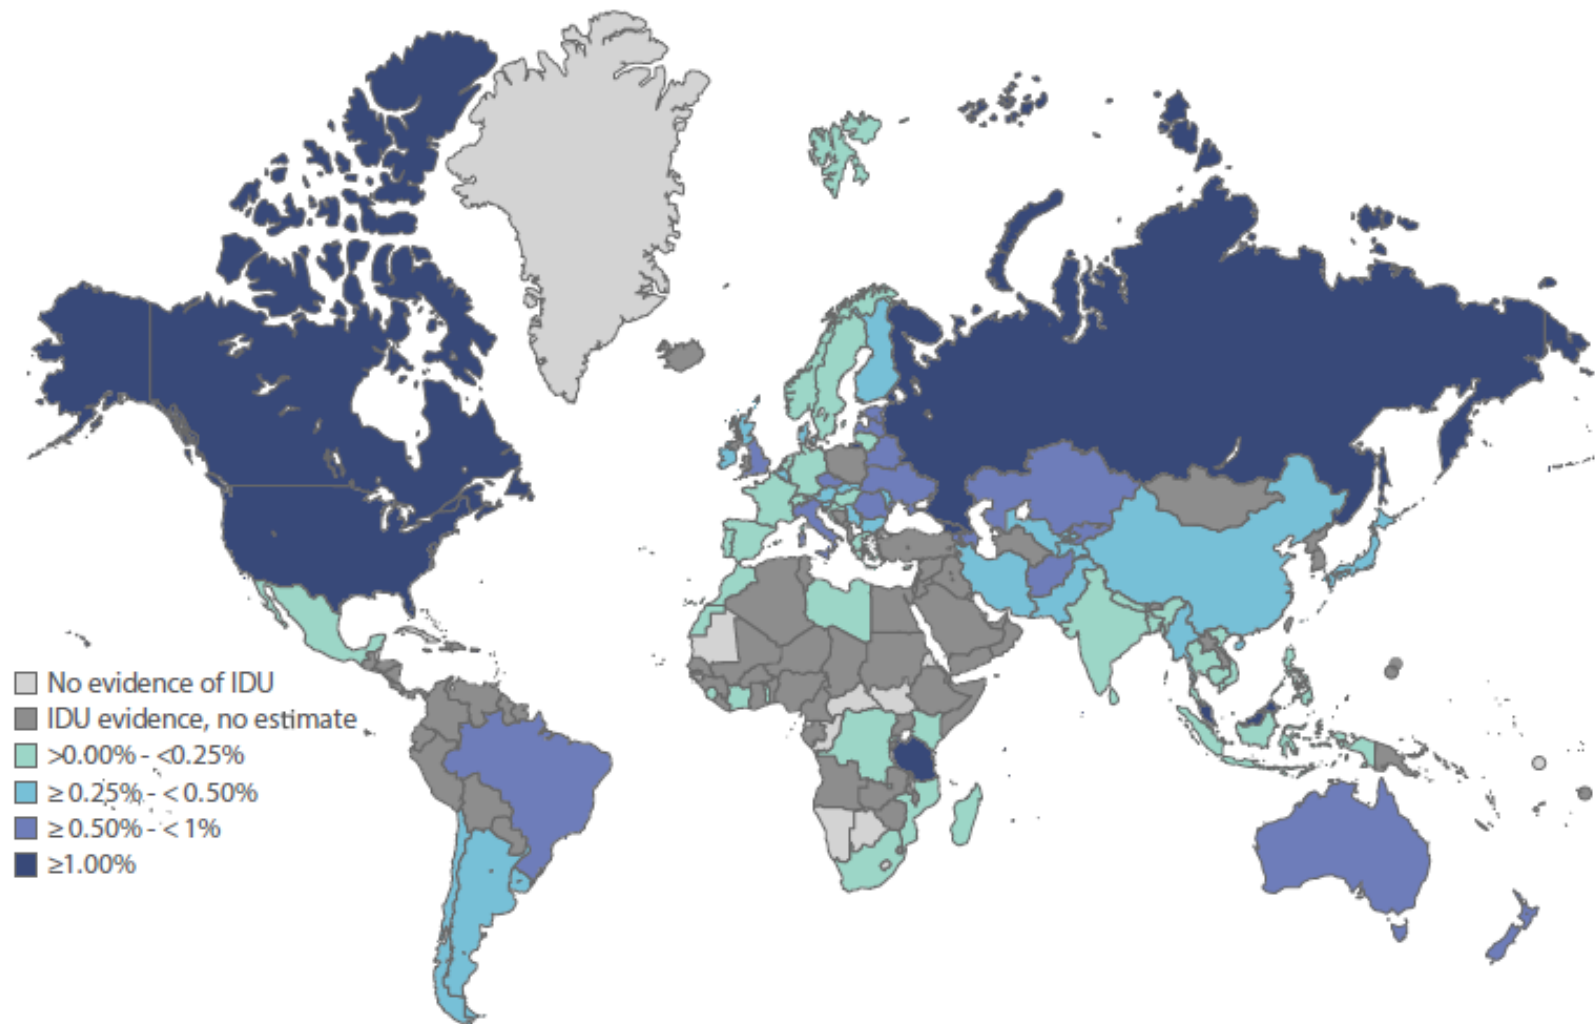 No evidence of IDU
IDU evidence, no estimate
>0.00% - <0.25%
≥ 0.25% - < 0.50%
≥ 0.50% - < 1%
≥1.00%